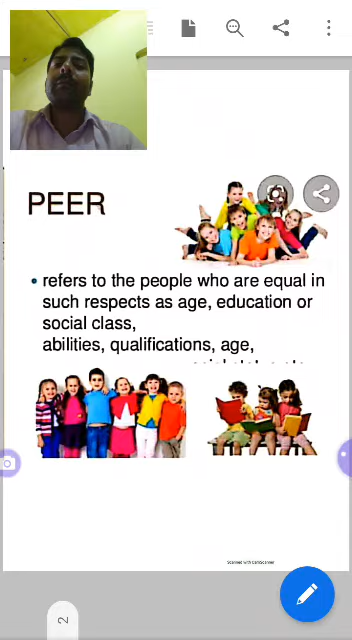 PEER
refers to the people who are equal in
such respects as age, education or
social class,
abilities, qualifications, age,
Scanned with CamScanner
2